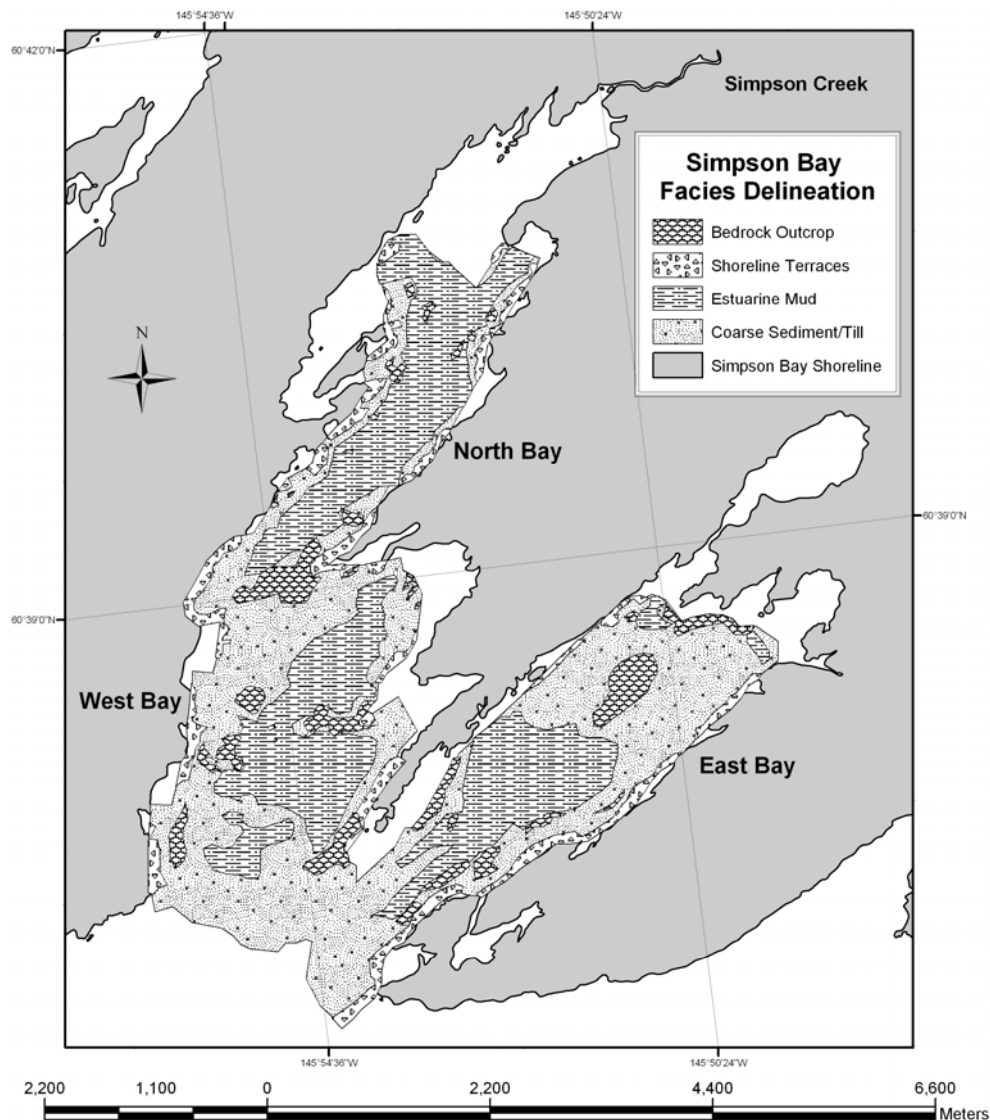 145°54'36"W
145°50'24"W
60°42'0"N
Simpson Creek
Simpson Bay
Facies Delineation
Bedrock Outcrop
Shoreline Terraces
Estuarine Mud
Coarse Sediment/Till
Simpson Bay Shoreline
N
North Bay
60°39'0"N
60°39'0"N
West Bay
East Bay
145°54'36"W
145°50'24"W
2,200
1,100
0
2,200
4,400
6,600
Meters